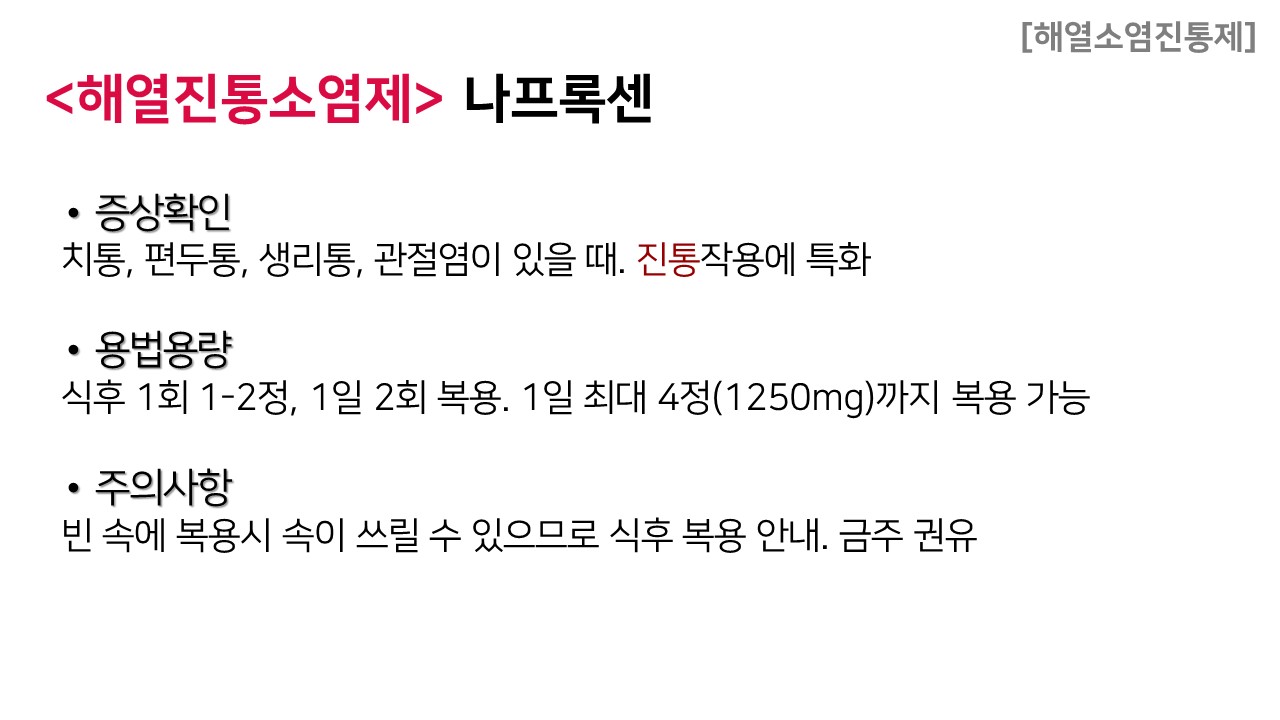 [해열소염진통제]
<해열진통소염제> 나프록센
• 증상확인
치통, 편두통, 생리통, 관절염이 있을 때. 진통작용에 특화
• 용법용량
식후 1회 1-2정, 1일 2회 복용. 1일 최대 4정(1250mg)까지 복용 가능
• 주의사항
빈 속에 복용시 속이 쓰릴 수 있으므로 식후 복용 안내. 금주 권유